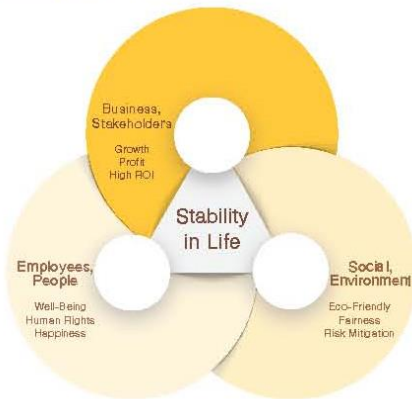 Business,
Stakeholders
Growth
Profit
High ROI
Stability
in Life
Employees,
People
Well-Being
Human Rights
Happiness
Social,
Environment
Eco-Friendly
Fairness
Risk Mitigation